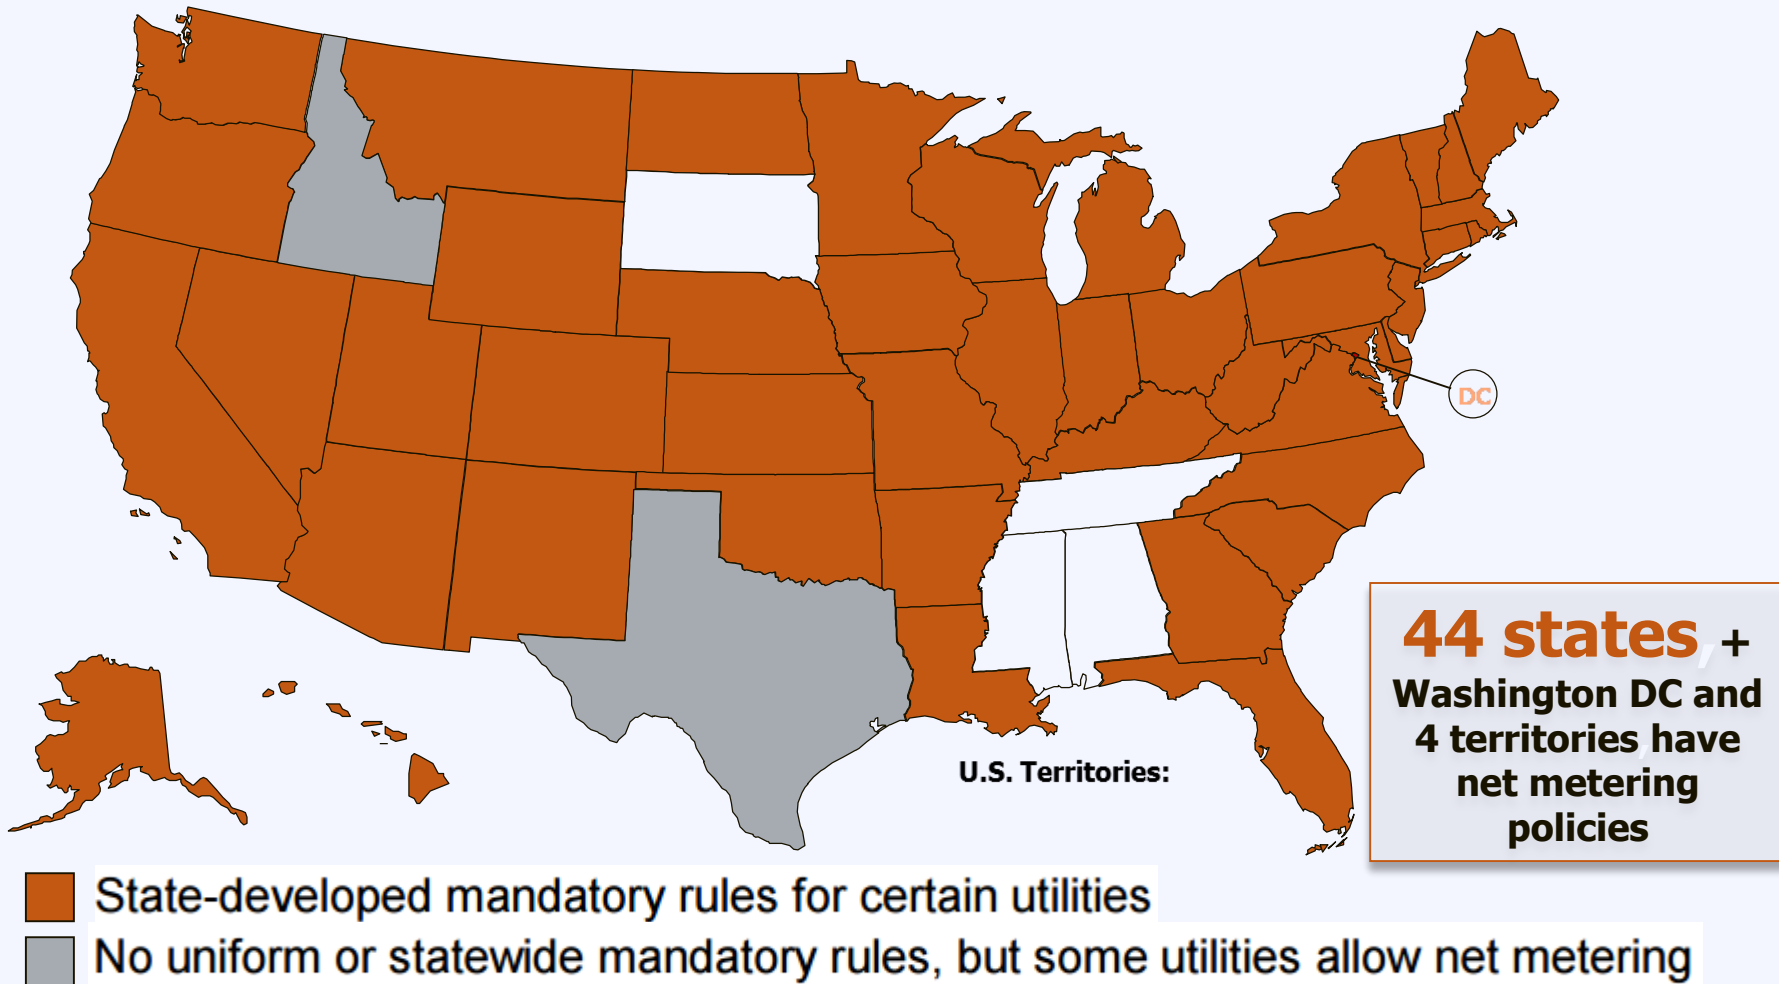 DC
44 states, +
Washington DC and
4 territories, have
net metering
policies
U.S. Territories:
State-developed mandatory rules for certain utilities
No uniform or statewide mandatory rules, but some utilities allow net metering